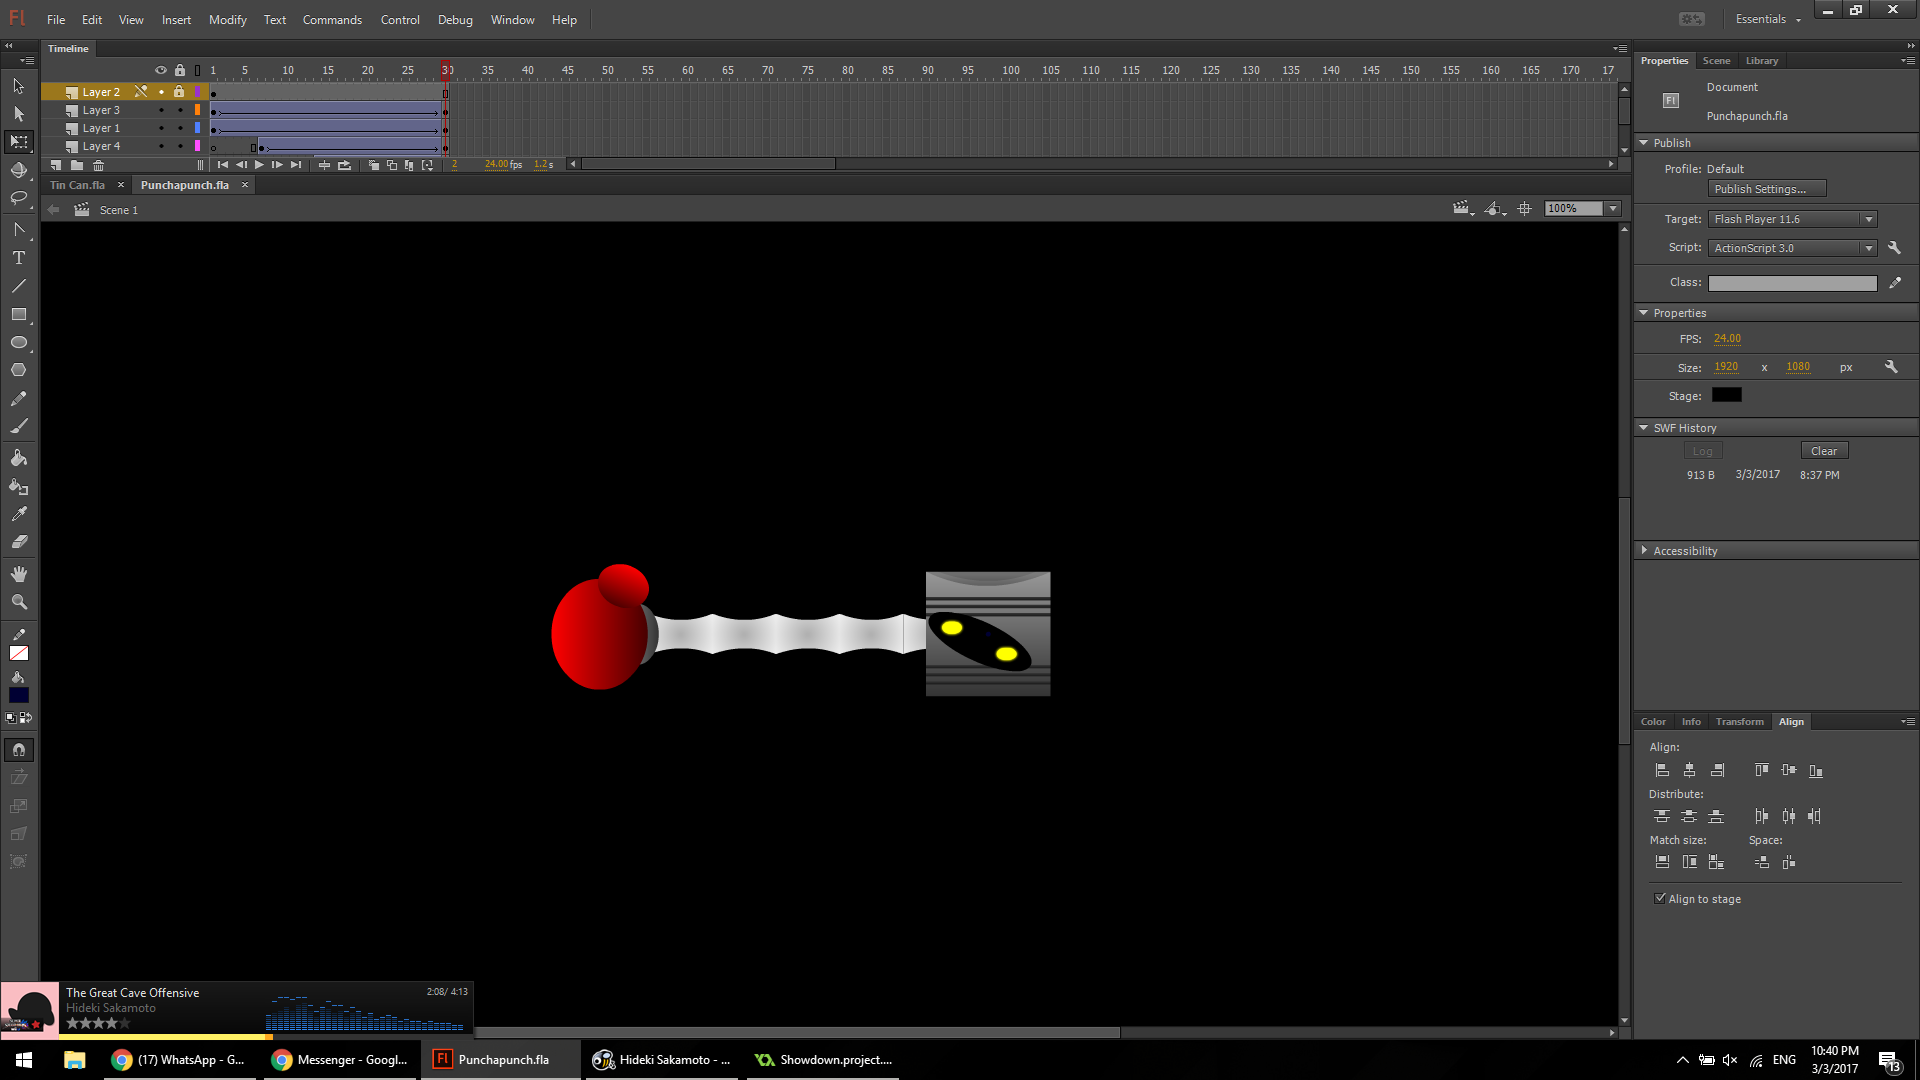 Fl File Edit View Insert Modify Text Commands Control Debug Window Help Essentials
Timeline
1 5 10 15 20 25 30 35 40 45 50 55 60 65 70 75 80 85 90 95 100 105 110 115 120 125 130 135 140 145 150 155 160 165 170 17
Layer 2
Layer 3
Layer 1
Layer 4
2 24.00 fps 1.2 s
Tin Can.fla × Punchapunch.fla ×
Scene 1 100%
Properties Scene Library
Document
Fl
Punchapunch.fla
Publish
Profile: Default
Publish Settings...
Target: Flash Player 11.6
Script: ActionScript 3.0
Class:
Properties
FPS: 24.00
Size: 1920 x 1080 px
Stage:
SWF History
Log Clear
913 B 3/3/2017 8:37 PM
Accessibility
Color Info Transform Align
Align:
Distribute:
Match size: Space:
Align to stage
The Great Cave Offensive 2:08/ 4:13
Hideki Sakamoto
(17) WhatsApp - G... Messenger - Googl... Fl Punchapunch.fla Hideki Sakamoto - ... Showdown.project.... ENG 10:40 PM
3/3/2017 13